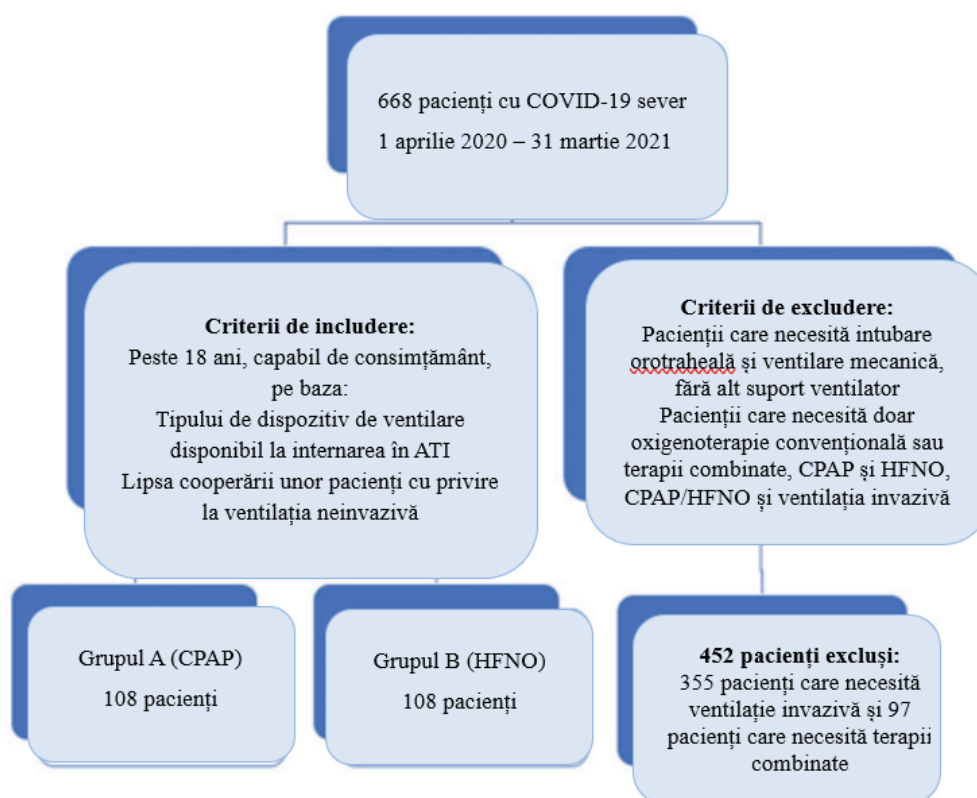 668 pacienți cu COVID-19 sever
1 aprilie 2020 – 31 martie 2021
Criterii de includere:
Peste 18 ani, capabil de consimțământ,
pe baza:
Tipului de dispozitiv de ventilare
disponibil la internarea în ATI
Lipsa cooperării unor pacienți cu privire
la ventilația neinvazivă
Criterii de excludere:
Pacienții care necesită intubare
orotraheală și ventilare mecanică,
fără alt suport ventilator
Pacienții care necesită doar
oxigenoterapie convențională sau
terapii combinate, CPAP și HFNO,
CPAP/HFNO și ventilația invazivă
Grupul A (CPAP)
108 pacienți
Grupul B (HFNO)
108 pacienți
452 pacienți excluși:
355 pacienți care necesită
ventilație invazivă și 97
pacienți care necesită terapii
combinate